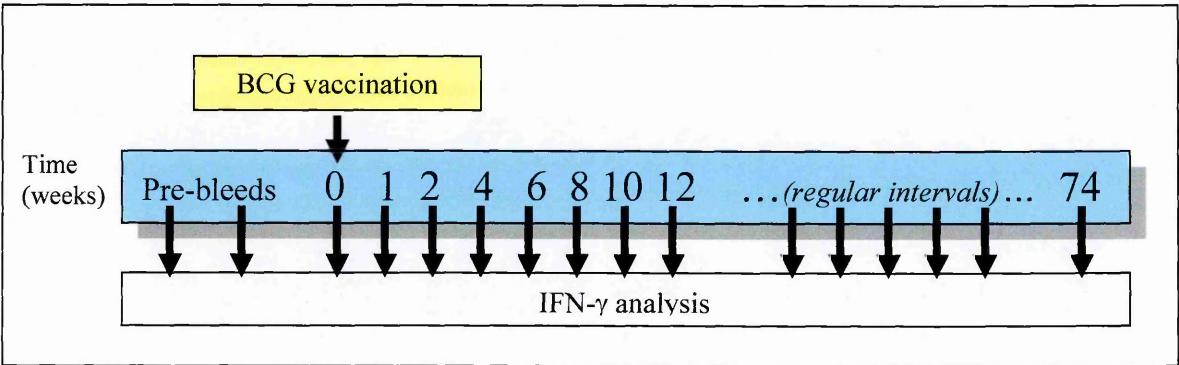 BCG vaccination
Time
(weeks)
Pre-bleeds 0 1 2 4 6 8 10 12 ...(regular intervals)... 74
IFN-γ analysis